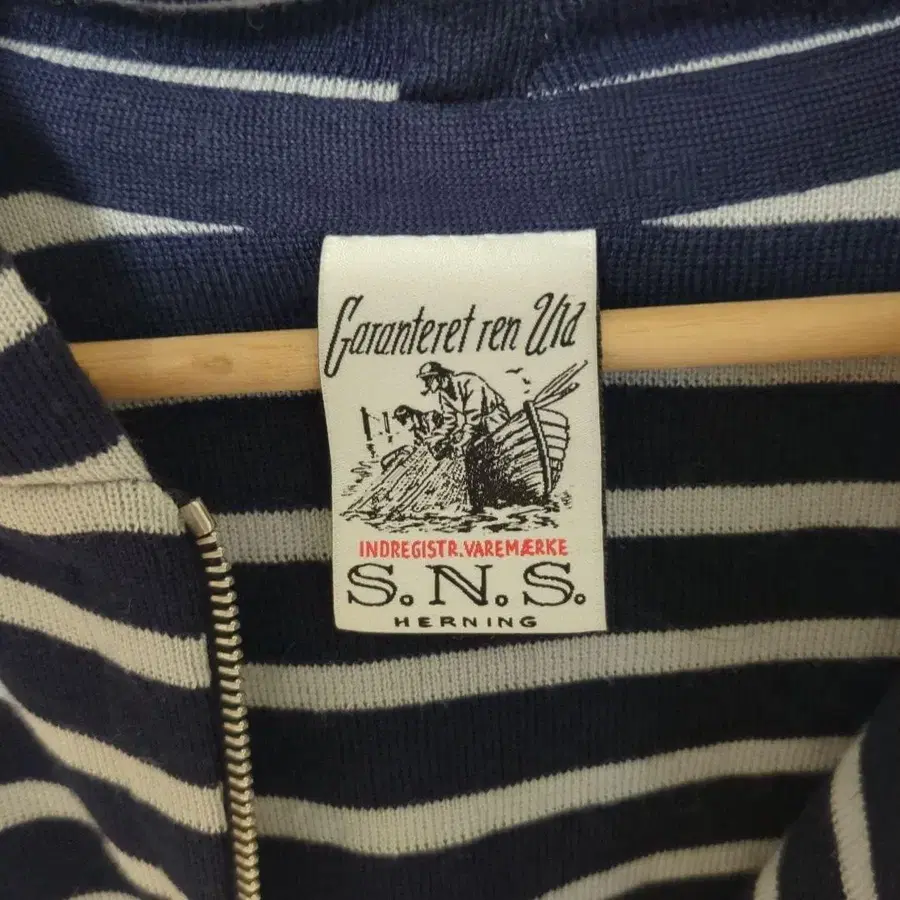 Garanteret ren Uld
INDREGISTR. VAREMÆRKE
S.N.S.
HERNING